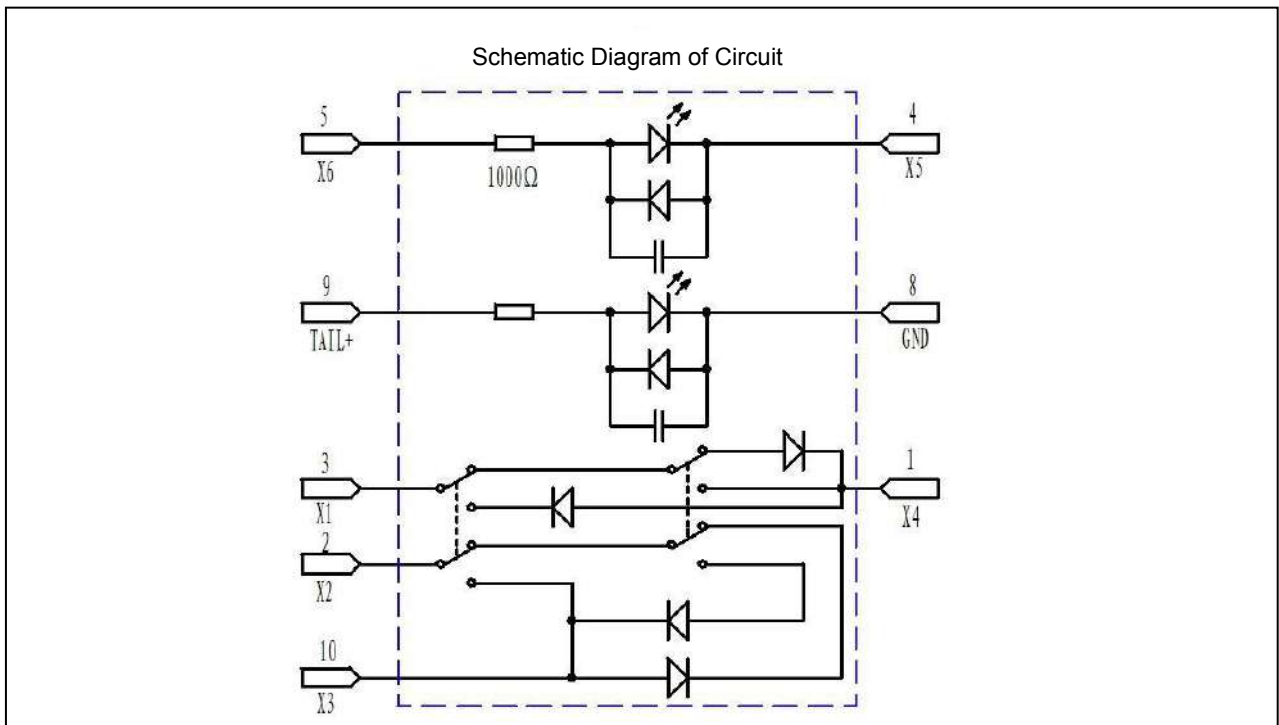 Schematic Diagram of Circuit
5
4
X6
1000Ω
X5
9
8
TAIL+
GND
3
1
X1
X4
2
X2
10
X3